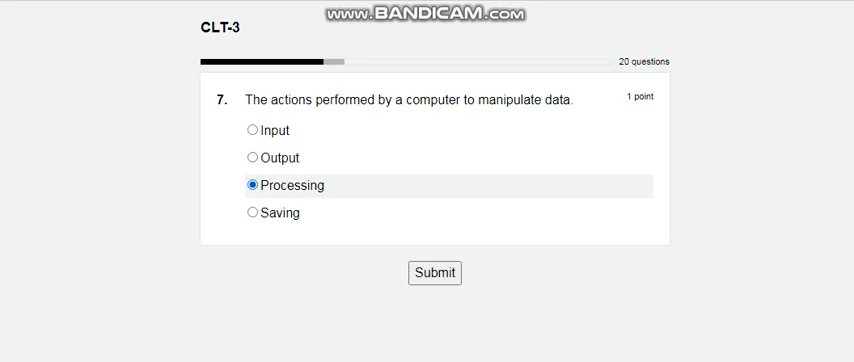 www.BANDICAM.com
CLT-3
20 questions
7. The actions performed by a computer to manipulate data. 1 point
Input
Output
Processing
Saving
Submit